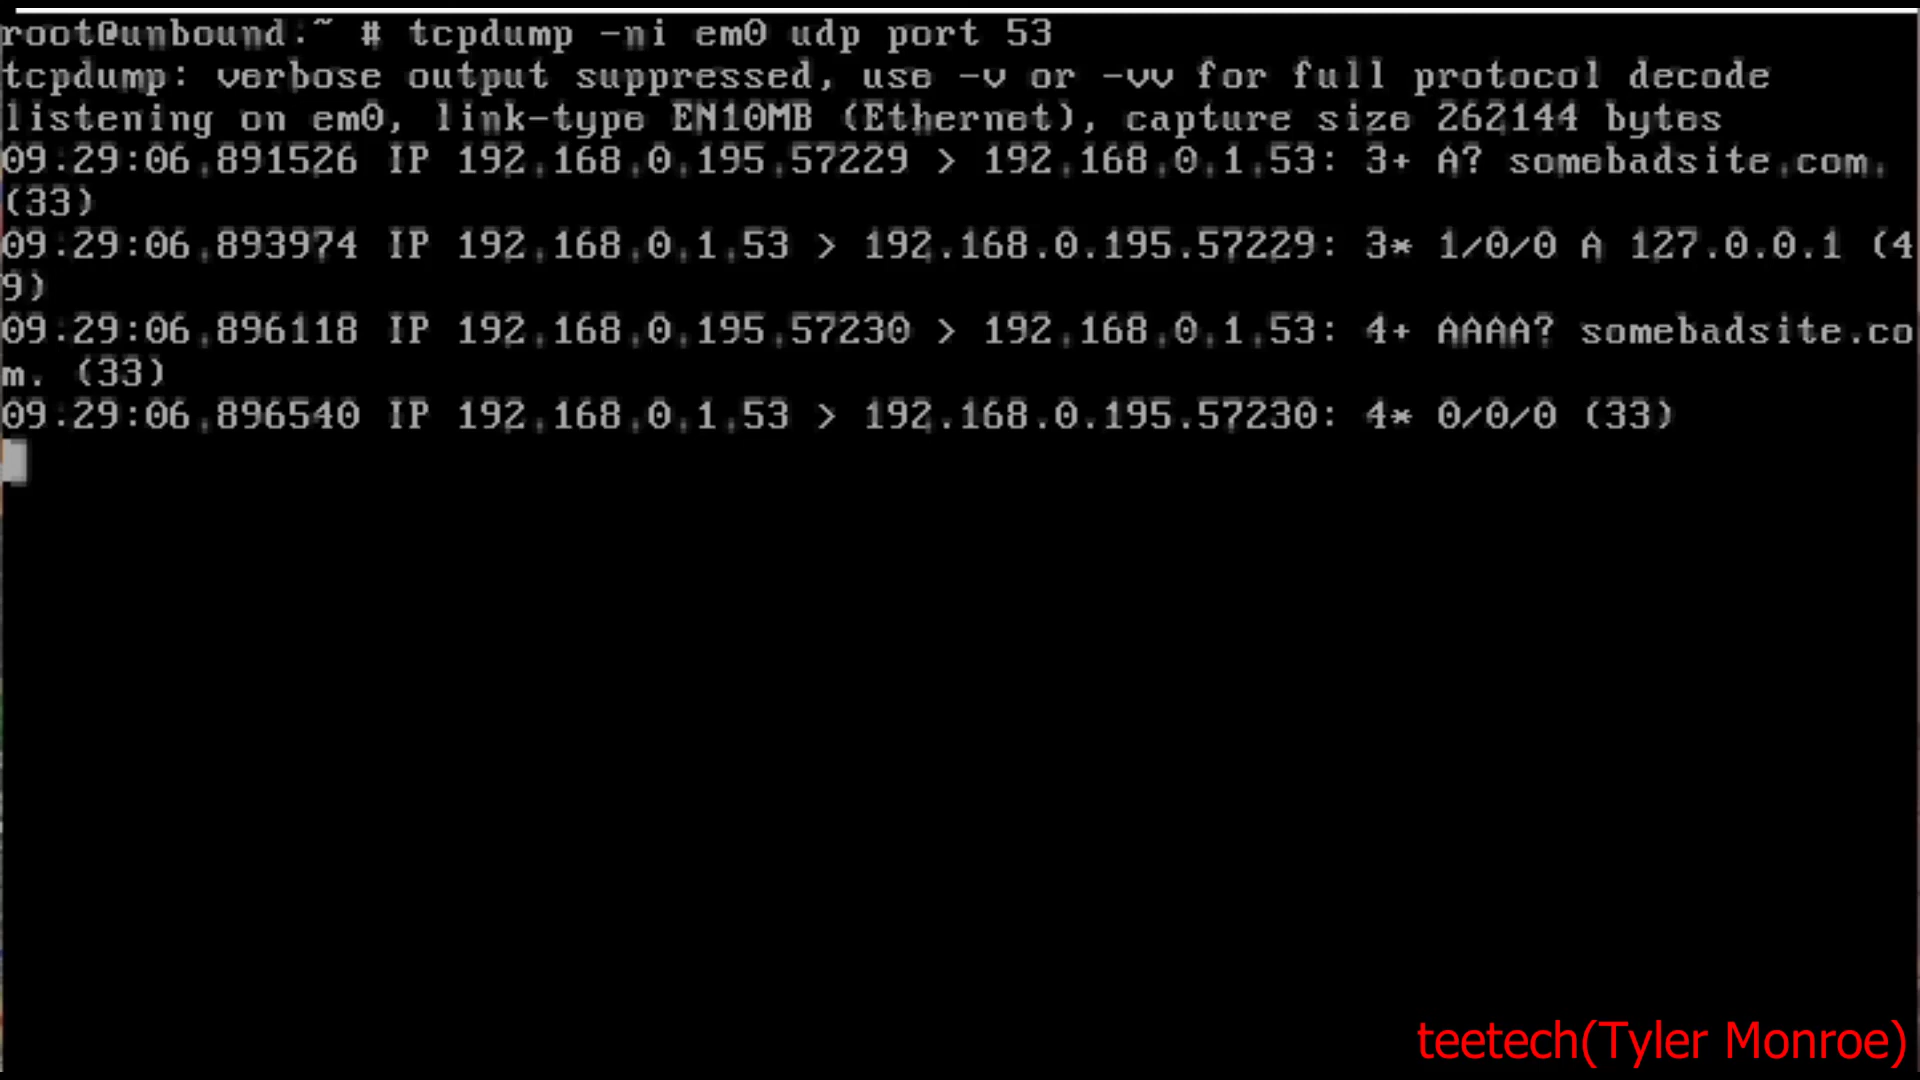 root@unbound:~ # tcpdump -ni em0 udp port 53
tcpdump: verbose output suppressed, use -v or -vv for full protocol decode
listening on em0, link-type EN10MB (Ethernet), capture size 262144 bytes
09:29:06.891526 IP 192.168.0.195.57229 > 192.168.0.1.53: 3+ A? somebadsite.com.
(33)
09:29:06.893974 IP 192.168.0.1.53 > 192.168.0.195.57229: 3* 1/0/0 A 127.0.0.1 (4
9)
09:29:06.896118 IP 192.168.0.195.57230 > 192.168.0.1.53: 4+ AAAA? somebadsite.co
m. (33)
09:29:06.896540 IP 192.168.0.1.53 > 192.168.0.195.57230: 4* 0/0/0 (33)
teetech(Tyler Monroe)